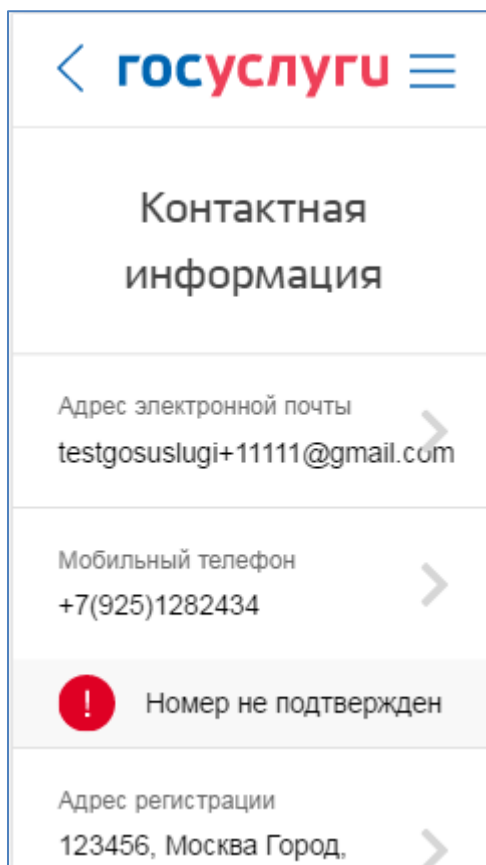 госуслуги
Контактная
информация
Адрес электронной почты
testgosuslugi+11111@gmail.com
Мобильный телефон
+7(925)1282434
! Номер не подтвержден
Адрес регистрации
123456, Москва Город,